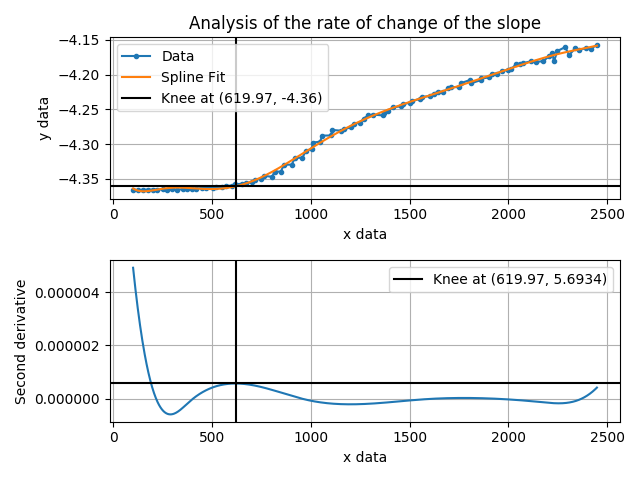 Analysis of the rate of change of the slope
−4.15
−4.20
−4.25
−4.30
−4.35
y data
Data
Spline Fit
Knee at (619.97, -4.36)
0
500
1000
1500
2000
2500
x data
0.000004
0.000002
0.000000
Second derivative
Knee at (619.97, 5.6934)
0
500
1000
1500
2000
2500
x data